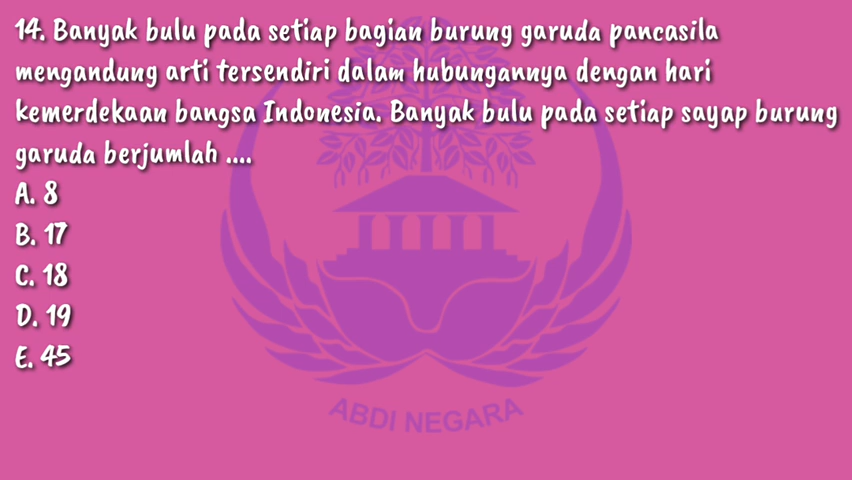 14. Banyak bulu pada setiap bagian burung garuda pancasila
mengandung arti tersendiri dalam hubungannya dengan hari
kemerdekaan bangsa Indonesia. Banyak bulu pada setiap sayap burung
garuda berjumlah ....
A. 8
B. 17
C. 18
D. 19
E. 45
ABDI NEGARA